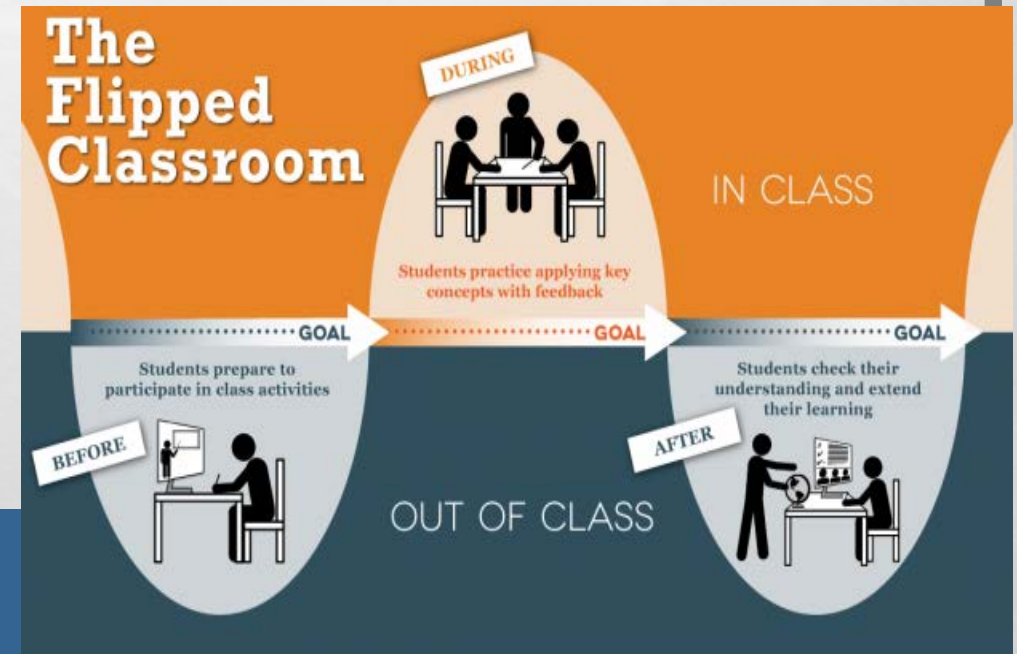 The
Flipped
Classroom
DURING
IN CLASS
Students practice applying key
concepts with feedback
GOAL
GOAL
GOAL
Students prepare to
participate in class activities
BEFORE
OUT OF CLASS
Students check their
understanding and extend
their learning
AFTER